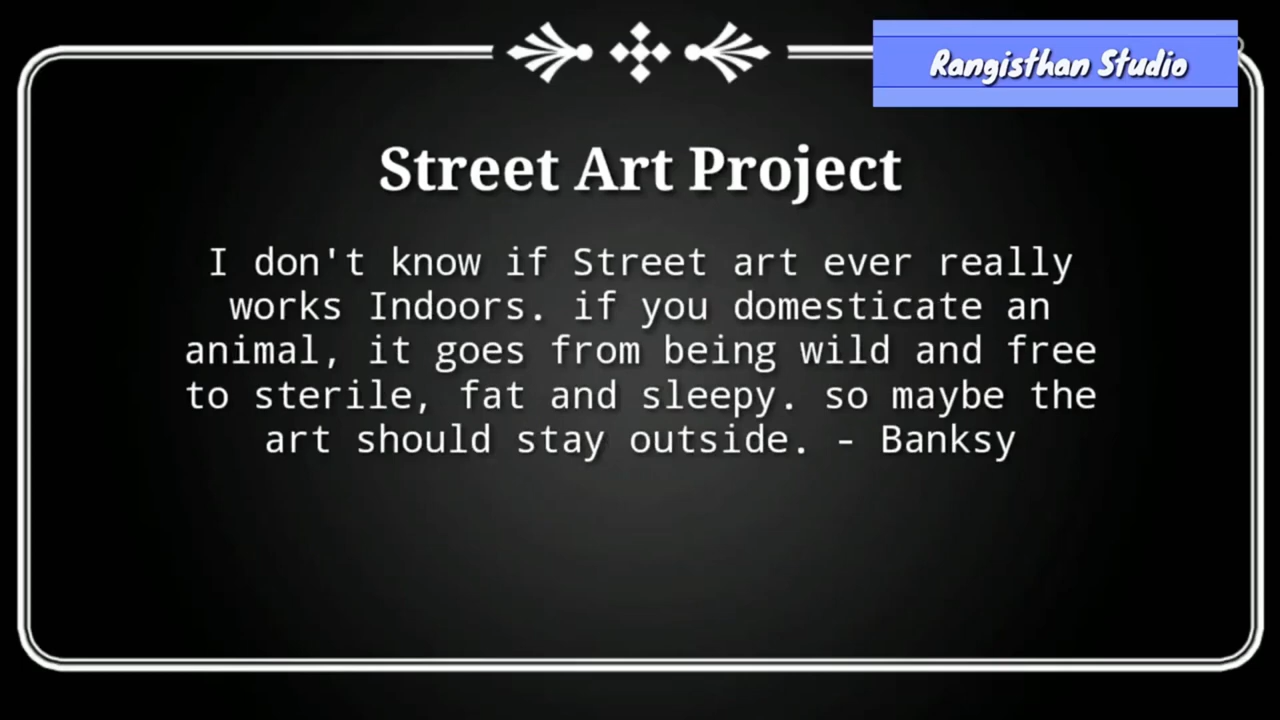 Rangisthan Studio
Street Art Project
I don't know if Street art ever really
works Indoors. if you domesticate an
animal, it goes from being wild and free
to sterile, fat and sleepy. so maybe the
art should stay outside. - Banksy